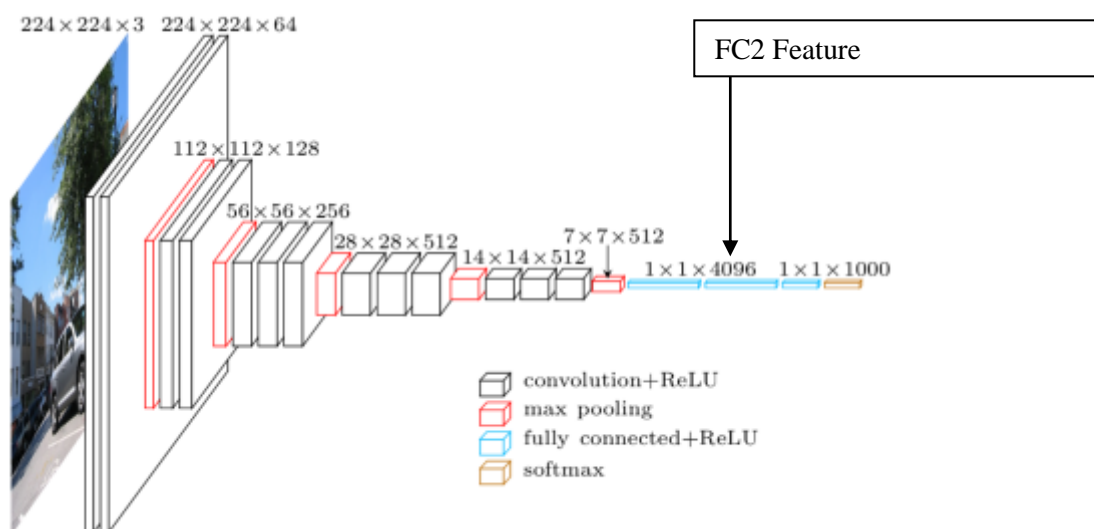 224 × 224 × 3
224 × 224 × 64
FC2 Feature
112 × 112 × 128
56 × 56 × 256
28 × 28 × 512
14 × 14 × 512
7 × 7 × 512
1 × 1 × 4096
1 × 1 × 1000
convolution+ReLU
max pooling
fully connected+ReLU
softmax